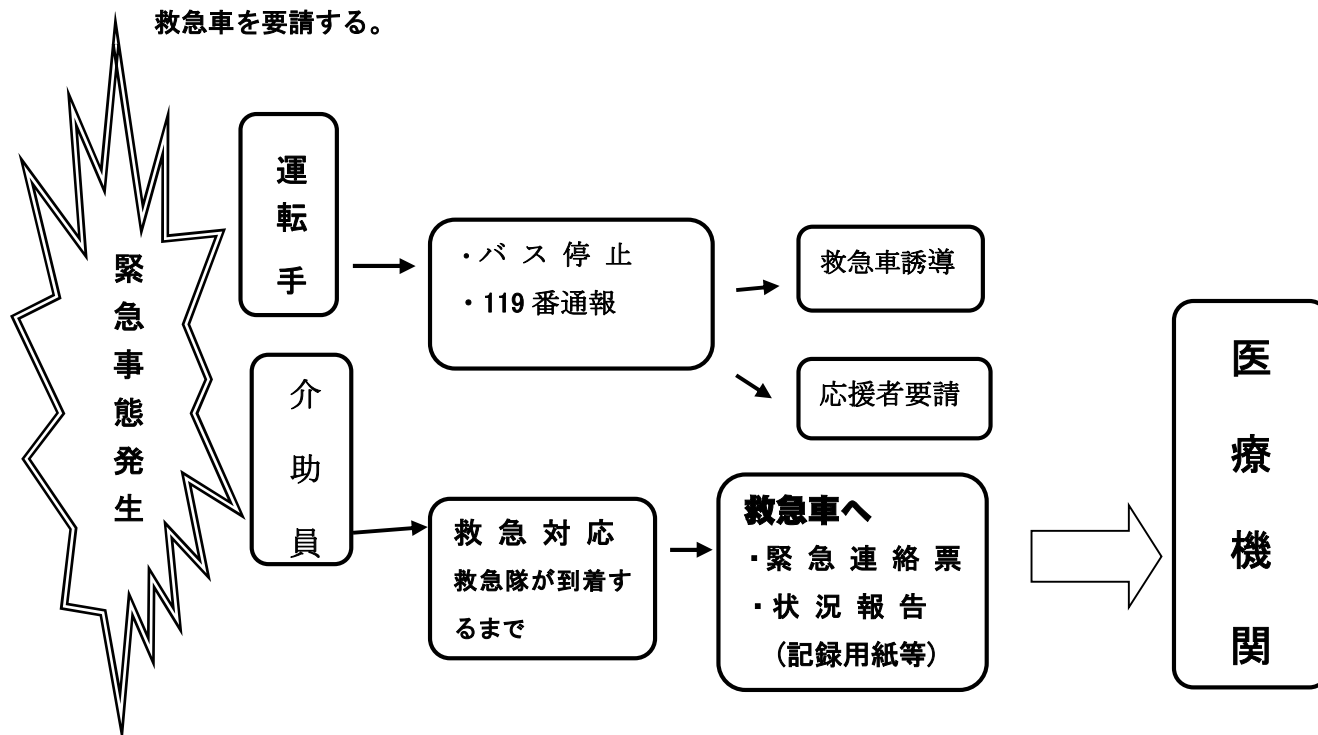 救急車を要請する。
緊急事態発生
運転手
・バス停止
・119番通報
救急車誘導
応援者要請
介助員
救急対応
救急隊が到着す
るまで
救急車へ
・緊急連絡票
・状況報告
（記録用紙等）
医療機関